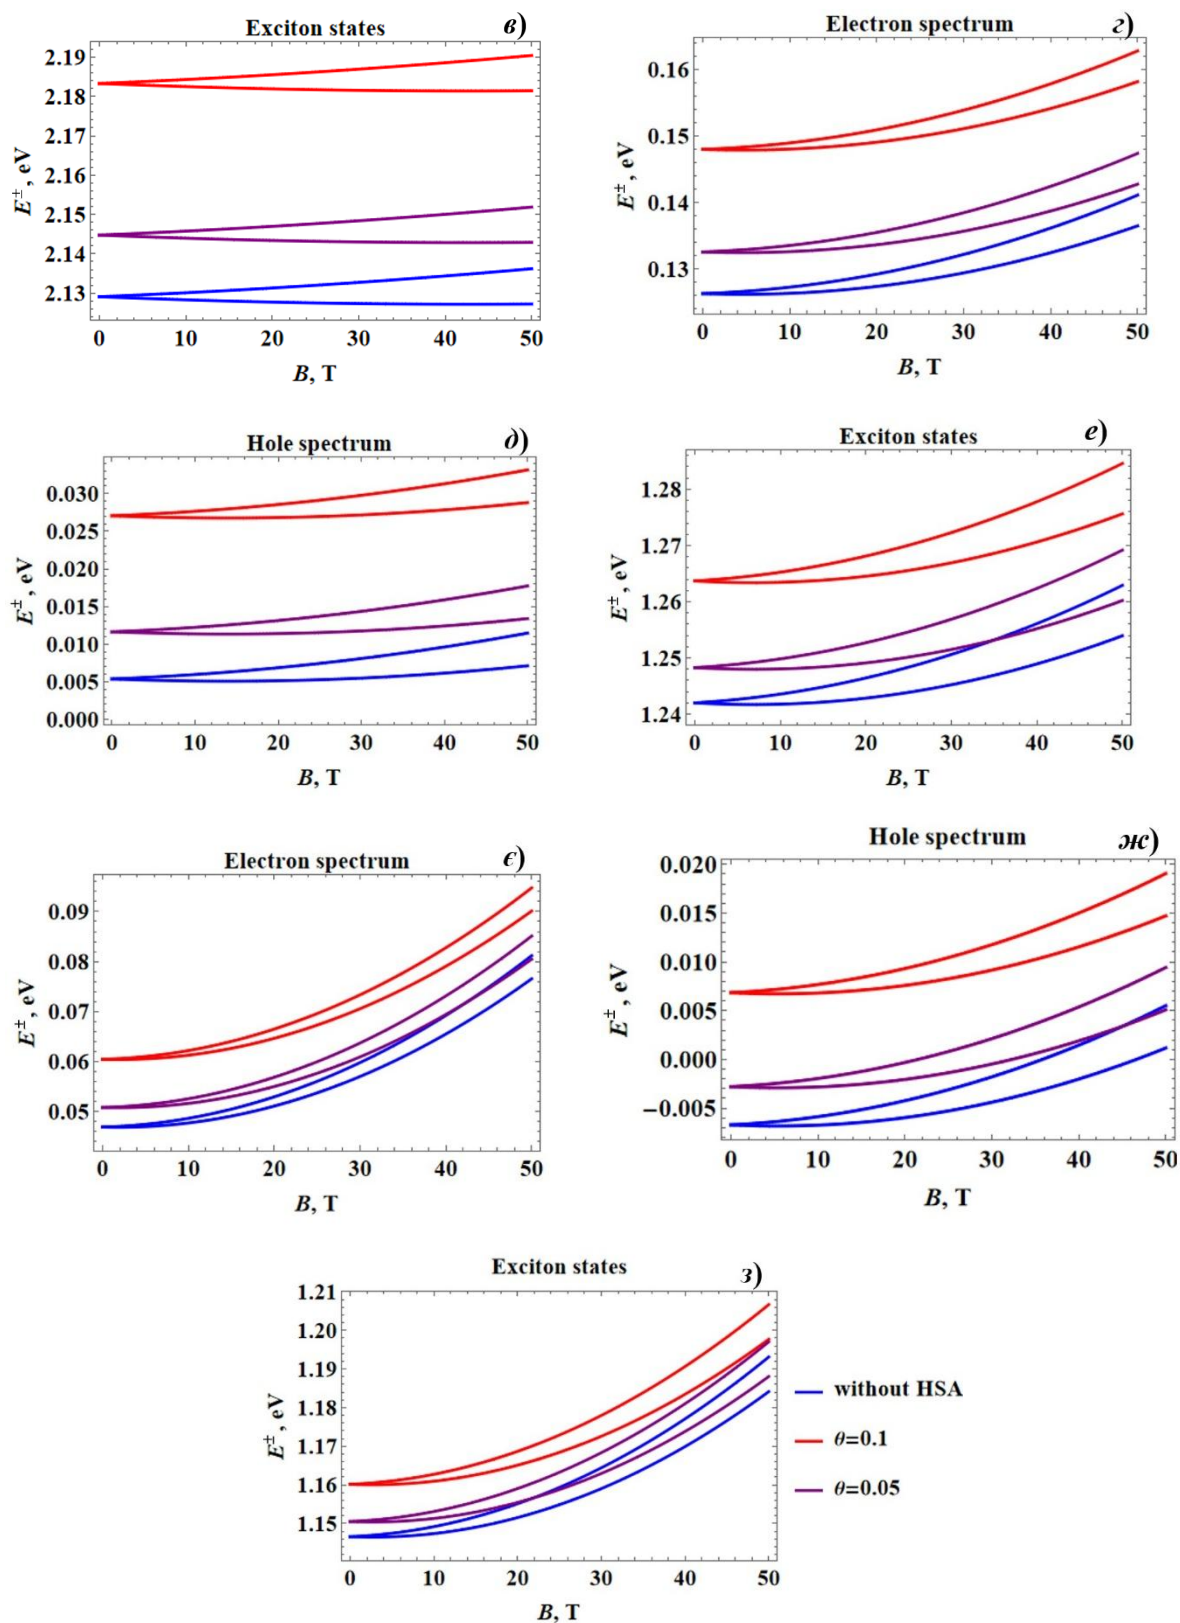 Exciton states
в)
2.19
2.18
2.17
2.16
2.15
2.14
2.13
E±, eV
0 10 20 30 40 50
B, T
Electron spectrum
г)
0.16
0.15
0.14
0.13
E±, eV
0 10 20 30 40 50
B, T
Hole spectrum
д)
0.030
0.025
0.020
0.015
0.010
0.005
0.000
E±, eV
0 10 20 30 40 50
B, T
Exciton states
е)
1.28
1.27
1.26
1.25
1.24
E±, eV
0 10 20 30 40 50
B, T
Electron spectrum
є)
0.09
0.08
0.07
0.06
0.05
E±, eV
0 10 20 30 40 50
B, T
Hole spectrum
ж)
0.020
0.015
0.010
0.005
0.000
−0.005
E±, eV
0 10 20 30 40 50
B, T
Exciton states
з)
1.21
1.20
1.19
1.18
1.17
1.16
1.15
E±, eV
0 10 20 30 40 50
B, T
without HSA
θ=0.1
θ=0.05